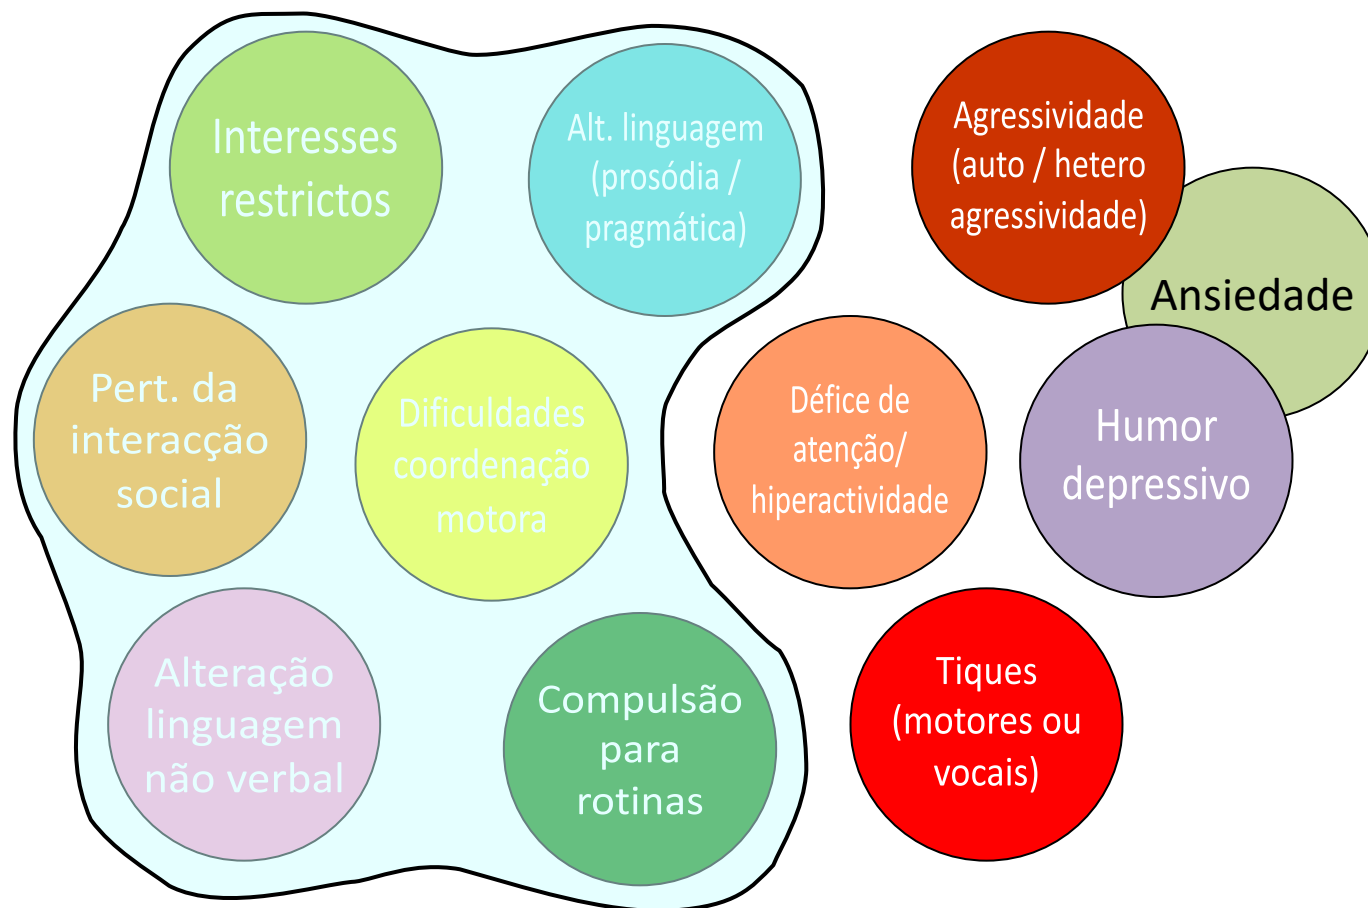 Interesses
restrictos
Alt. linguagem
(prosódia /
pragmática)
Agressividade
(auto / hetero
agressividade)
Ansiedade
Pert. da
interacção
social
Dificuldades
coordenação
motora
Défice de
atenção/
hiperactividade
Humor
depressivo
Alteração
linguagem
não verbal
Compulsão
para
rotinas
Tiques
(motores ou
vocais)